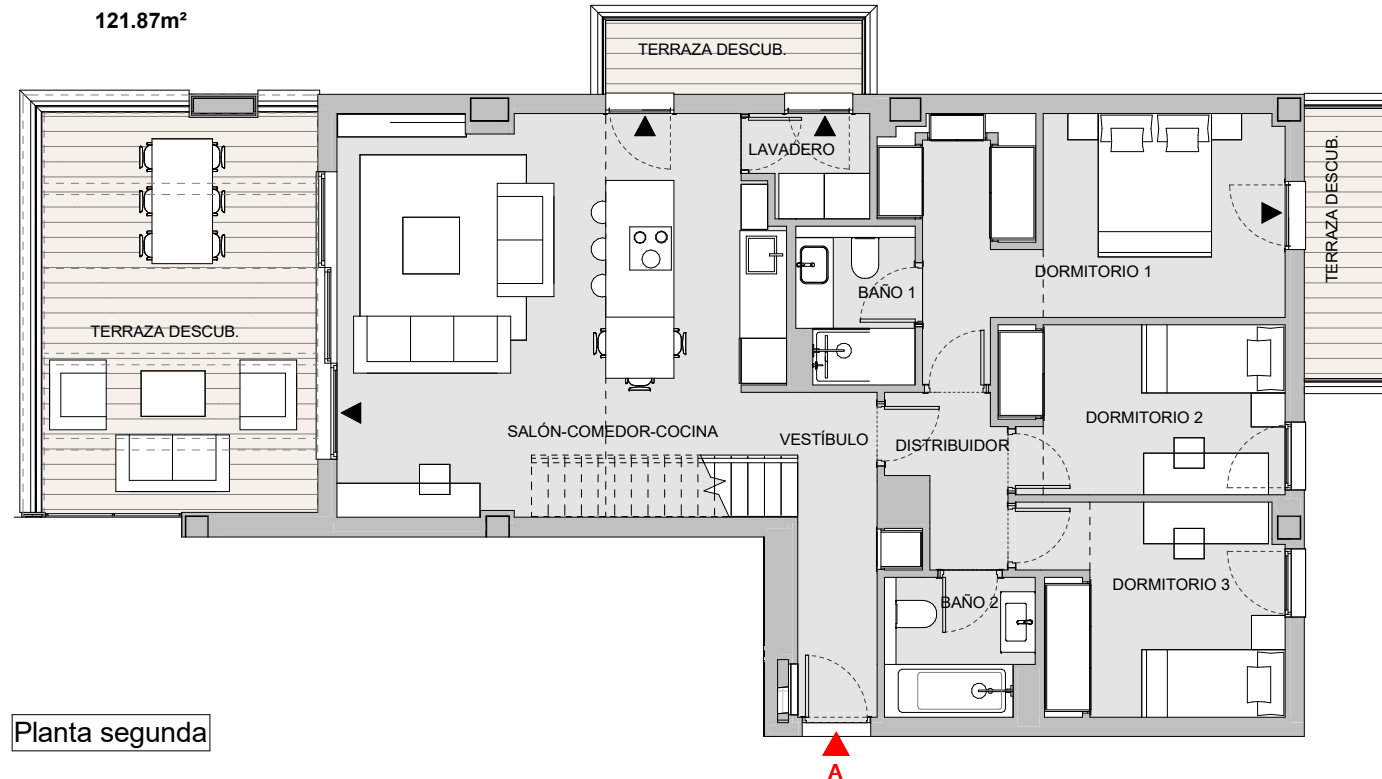 121.87m²
TERRAZA DESCUB.
LAVADERO
TERRAZA DESCUB.
DORMITORIO 1
BAÑO 1
TERRAZA DESCUB.
DORMITORIO 2
SALÓN-COMEDOR-COCINA
VESTÍBULO
DISTRIBUIDOR
DORMITORIO 3
BAÑO 2
Planta segunda
A